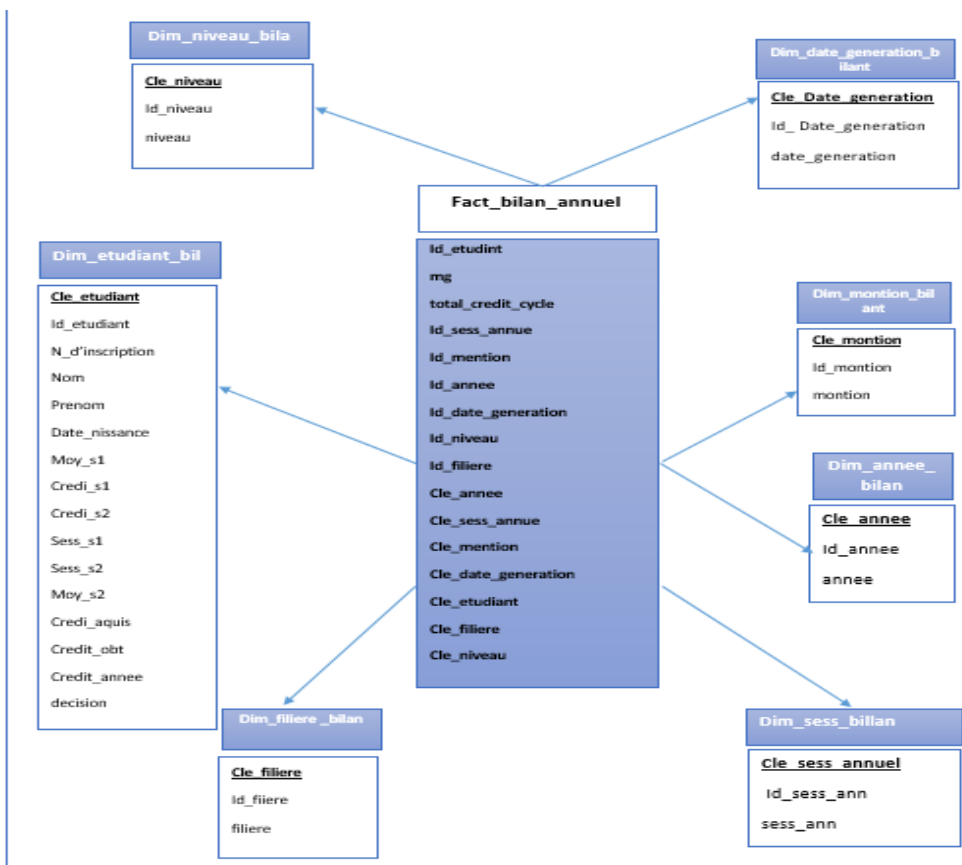 Dim_niveau_bila
Cle_niveau
Id_niveau
niveau
Dim_date_generation_b
ilant
Cle_Date_generation
Id_ Date_generation
date_generation
Fact_bilan_annuel
Id_etudint
mg
total_credit_cycle
Id_sess_annue
Id_mention
Id_annee
Id_date_generation
Id_niveau
Id_filiere
Cle_annee
Cle_sess_annue
Cle_mention
Cle_date_generation
Cle_etudiant
Cle_filiere
Cle_niveau
Dim_etudiant_bil
Cle_etudiant
Id_etudiant
N_d'inscription
Nom
Prenom
Date_nissance
Moy_s1
Credi_s1
Credi_s2
Sess_s1
Sess_s2
Moy_s2
Credi_aquis
Credit_obt
Credit_annee
decision
Dim_montion_bil
ant
Cle_montion
Id_montion
montion
Dim_annee_
bilan
Cle_annee
Id_annee
annee
Dim_filiere _bilan
Cle_filiere
Id_fiiere
filiere
Dim_sess_billan
Cle_sess_annuel
Id_sess_ann
sess_ann